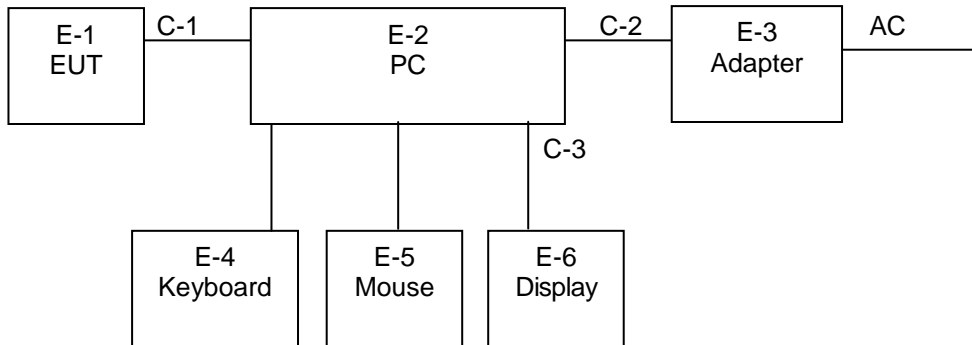 E-1
EUT
C-1
E-2
PC
C-2
E-3
Adapter
AC
C-3
E-4
Keyboard
E-5
Mouse
E-6
Display